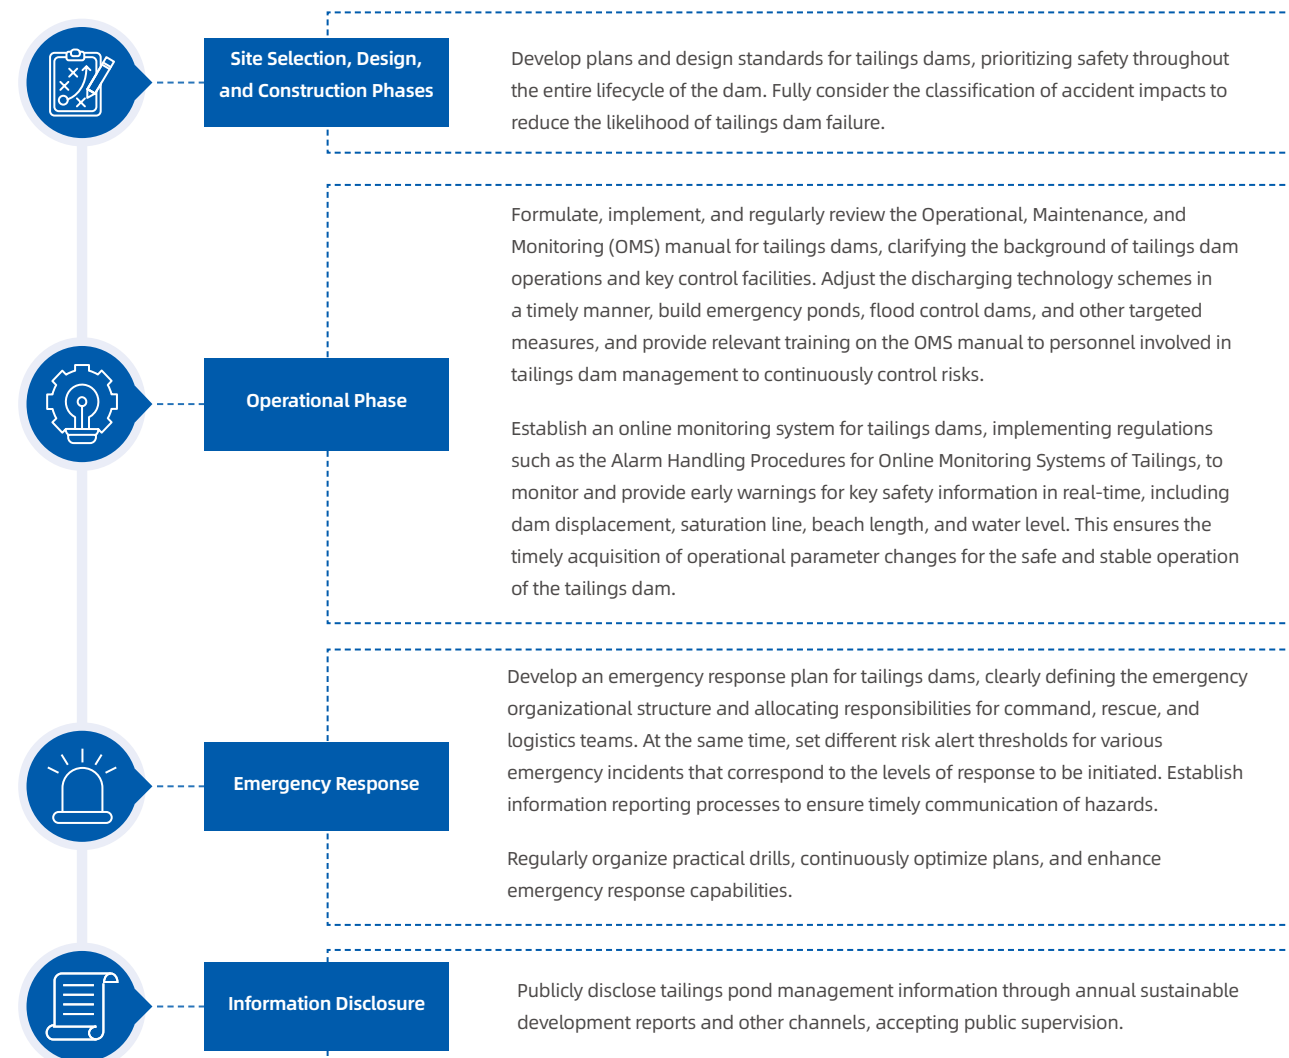 Site Selection, Design,
and Construction Phases
Develop plans and design standards for tailings dams, prioritizing safety throughout
the entire lifecycle of the dam. Fully consider the classification of accident impacts to
reduce the likelihood of tailings dam failure.
Operational Phase
Formulate, implement, and regularly review the Operational, Maintenance, and
Monitoring (OMS) manual for tailings dams, clarifying the background of tailings dam
operations and key control facilities. Adjust the discharging technology schemes in
a timely manner, build emergency ponds, flood control dams, and other targeted
measures, and provide relevant training on the OMS manual to personnel involved in
tailings dam management to continuously control risks.
Establish an online monitoring system for tailings dams, implementing regulations
such as the Alarm Handling Procedures for Online Monitoring Systems of Tailings, to
monitor and provide early warnings for key safety information in real-time, including
dam displacement, saturation line, beach length, and water level. This ensures the
timely acquisition of operational parameter changes for the safe and stable operation
of the tailings dam.
Emergency Response
Develop an emergency response plan for tailings dams, clearly defining the emergency
organizational structure and allocating responsibilities for command, rescue, and
logistics teams. At the same time, set different risk alert thresholds for various
emergency incidents that correspond to the levels of response to be initiated. Establish
information reporting processes to ensure timely communication of hazards.
Regularly organize practical drills, continuously optimize plans, and enhance
emergency response capabilities.
Information Disclosure
Publicly disclose tailings pond management information through annual sustainable
development reports and other channels, accepting public supervision.